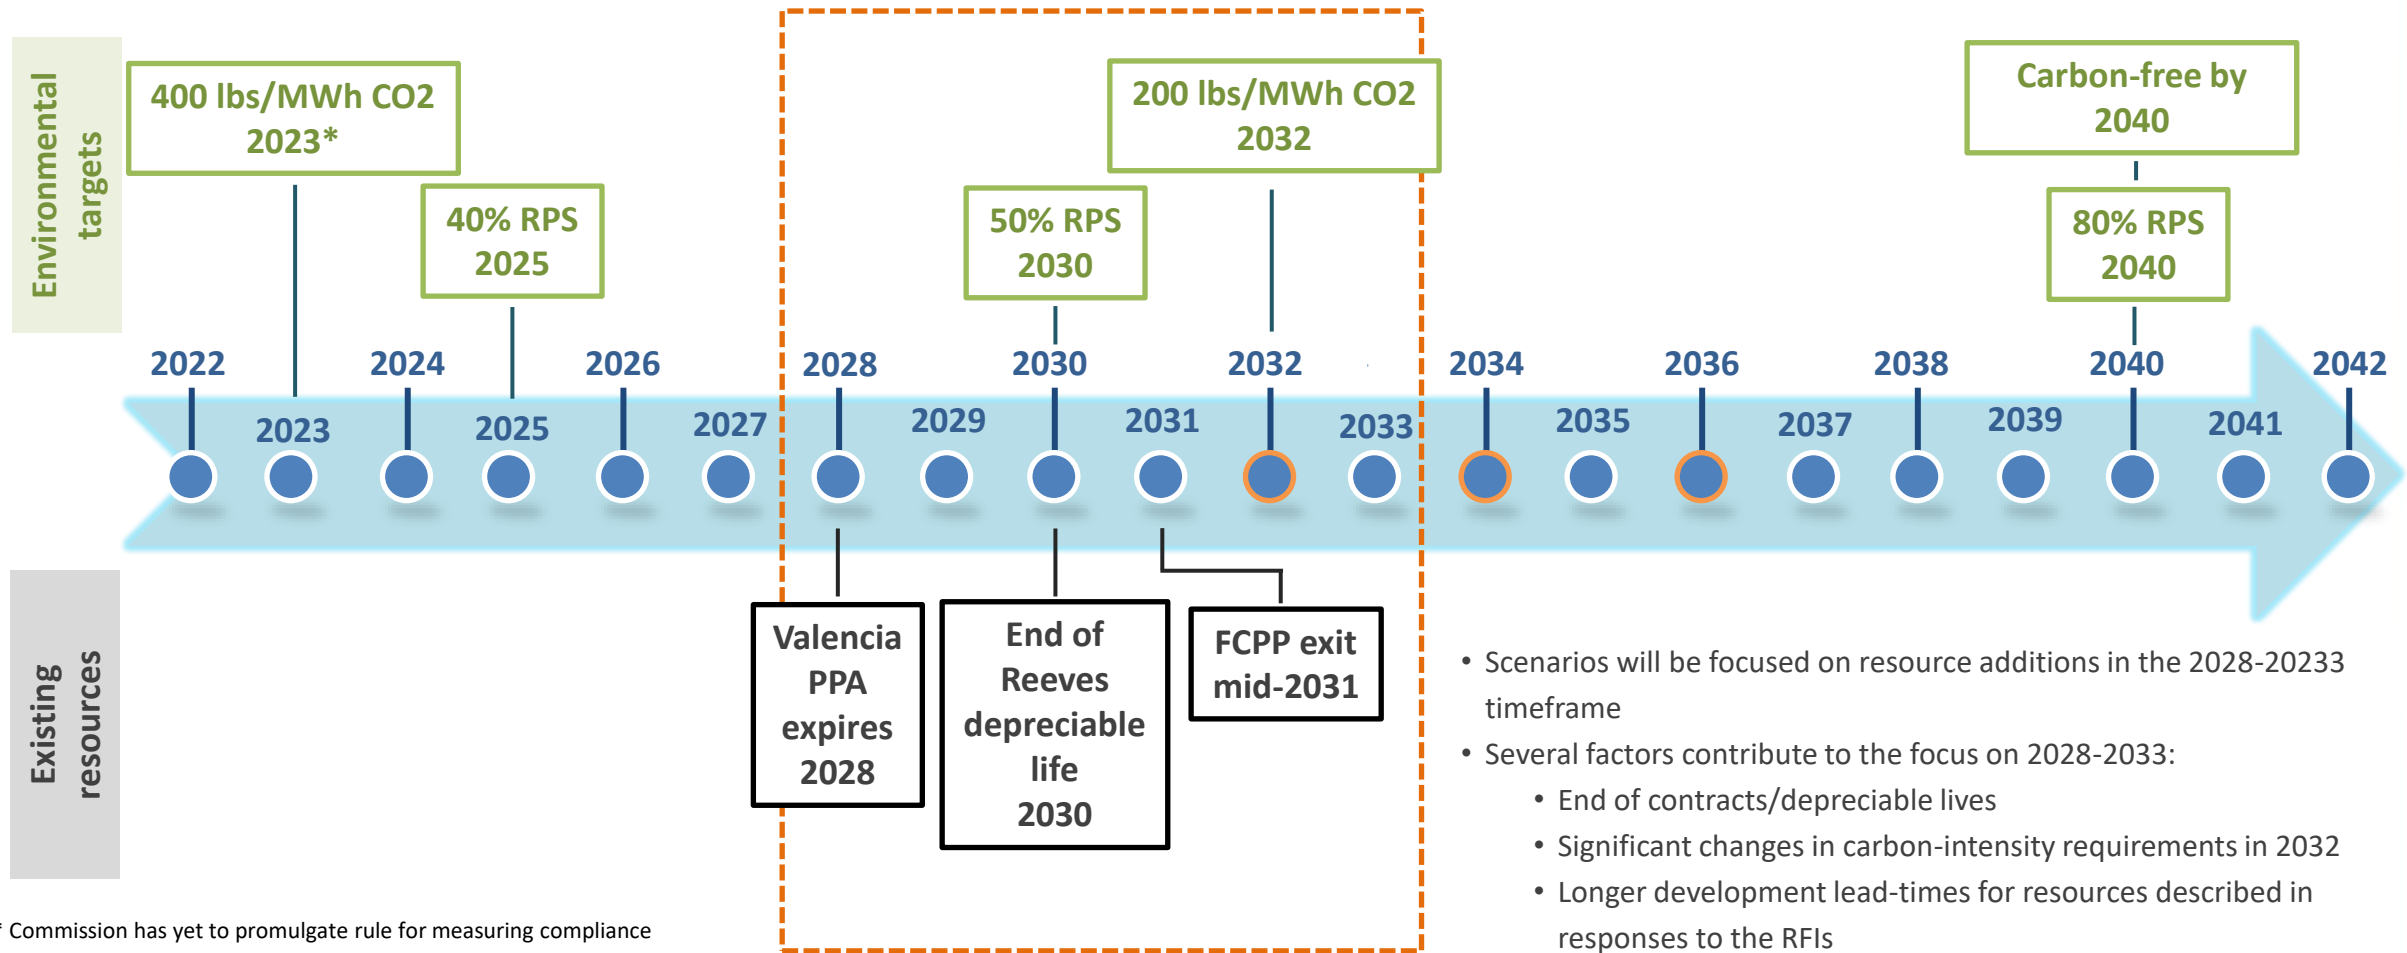 Environmental
targets
400 lbs/MWh CO2
2023*
40% RPS
2025
50% RPS
2030
200 lbs/MWh CO2
2032
Carbon-free by
2040
80% RPS
2040
2022
2023
2024
2025
2026
2027
2028
2029
2030
2031
2032
2033
2034
2035
2036
2037
2038
2039
2040
2041
2042
Existing
resources
Valencia
PPA
expires
2028
End of
Reeves
depreciable
life
2030
FCPP exit
mid-2031
• Scenarios will be focused on resource additions in the 2028-20233
timeframe
• Several factors contribute to the focus on 2028-2033:
• End of contracts/depreciable lives
• Significant changes in carbon-intensity requirements in 2032
• Longer development lead-times for resources described in
responses to the RFIs
* Commission has yet to promulgate rule for measuring compliance